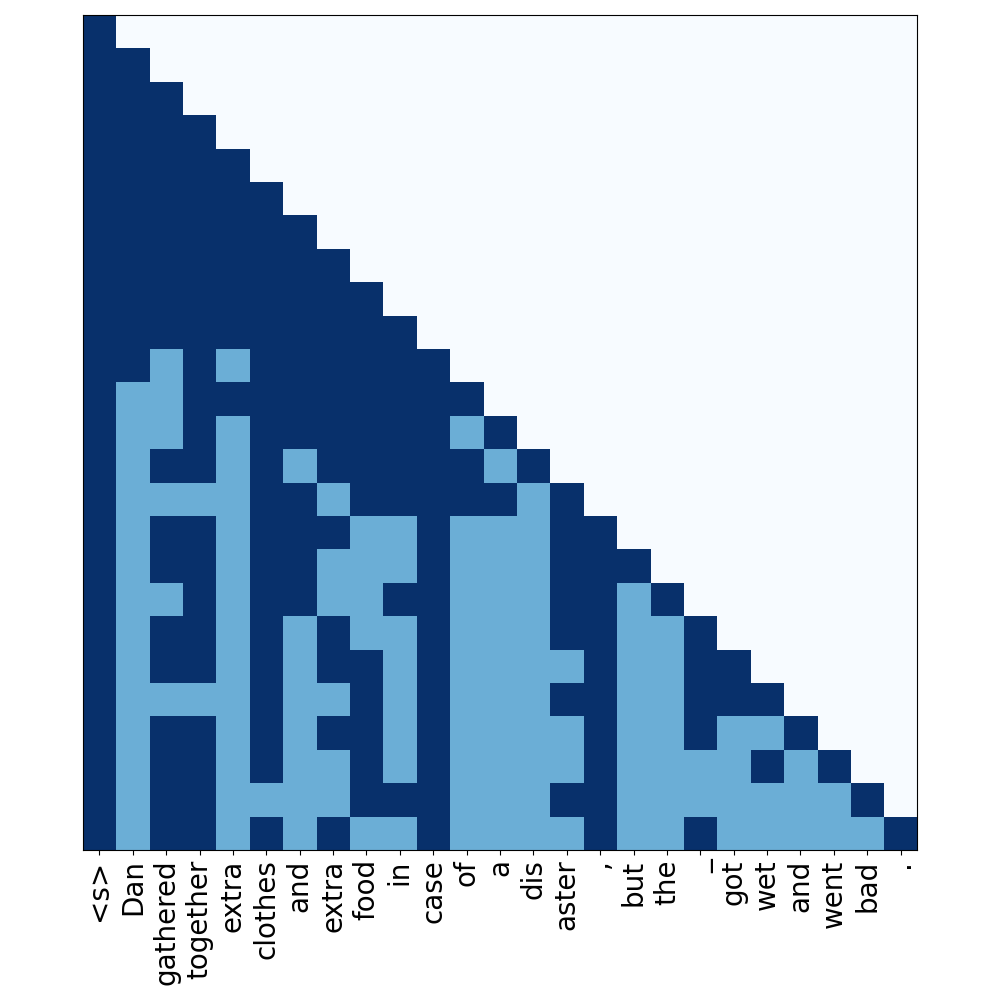 <s> Dan gathered together extra clothes and extra food in case of a dis aster , but the _ got wet and went bad .